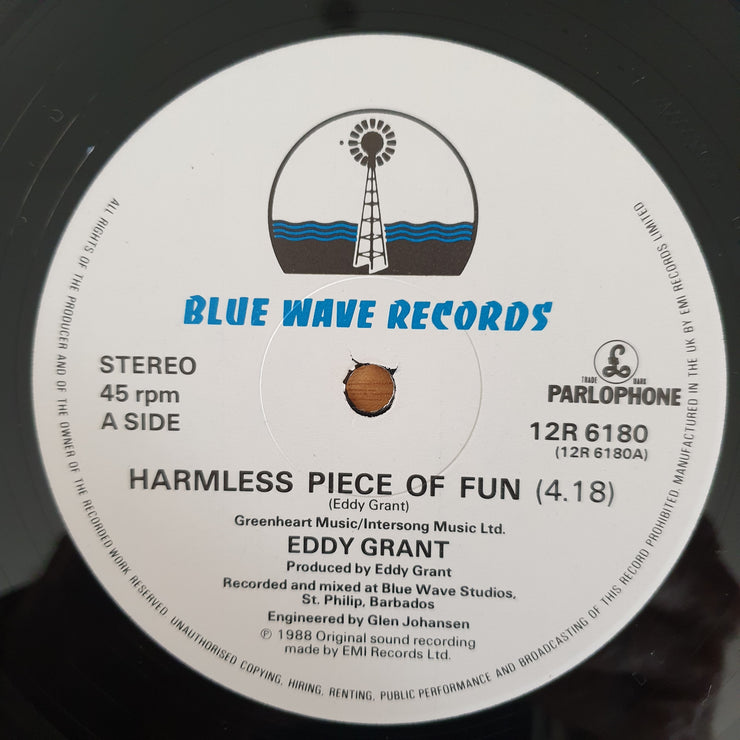 BLUE WAVE RECORDS
STEREO
45 rpm
A SIDE
£
TRADE MARK
PARLOPHONE
12R 6180
(12R 6180A)
HARMLESS PIECE OF FUN (4.18)
(Eddy Grant)
Greenheart Music/Intersong Music Ltd.
EDDY GRANT
Produced by Eddy Grant
Recorded and mixed at Blue Wave Studios,
St. Philip, Barbados
Engineered by Glen Johansen
℗ 1988 Original sound recording
made by EMI Records Ltd.
ALL RIGHTS OF THE PRODUCER AND OF THE OWNER OF THE RECORDED WORK RESERVED. UNAUTHORISED COPYING, HIRING, RENTING, PUBLIC PERFORMANCE AND BROADCASTING OF THIS RECORD PROHIBITED. MANUFACTURED IN THE UK BY EMI RECORDS LIMITED